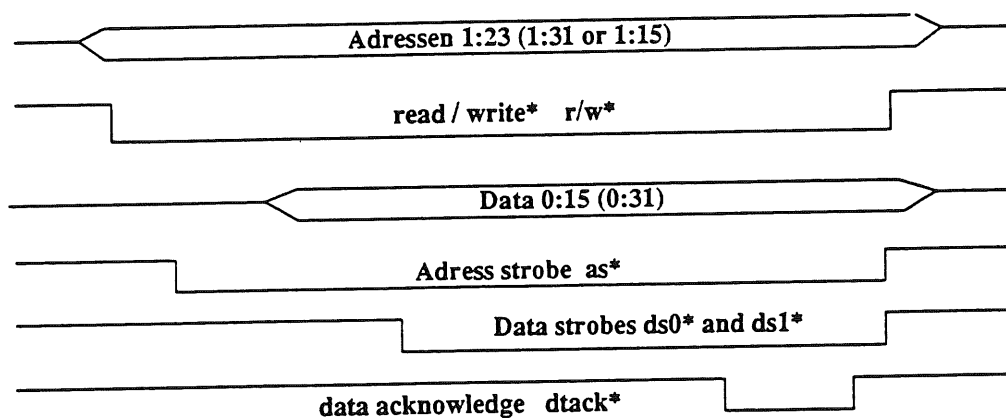 Adressen 1:23 (1:31 or 1:15)
read / write* r/w*
Data 0:15 (0:31)
Adress strobe as*
Data strobes ds0* and ds1*
data acknowledge dtack*